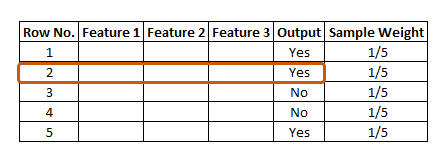 Row No. Feature 1 Feature 2 Feature 3 Output Sample Weight
1 Yes 1/5
2 Yes 1/5
3 No 1/5
4 No 1/5
5 Yes 1/5